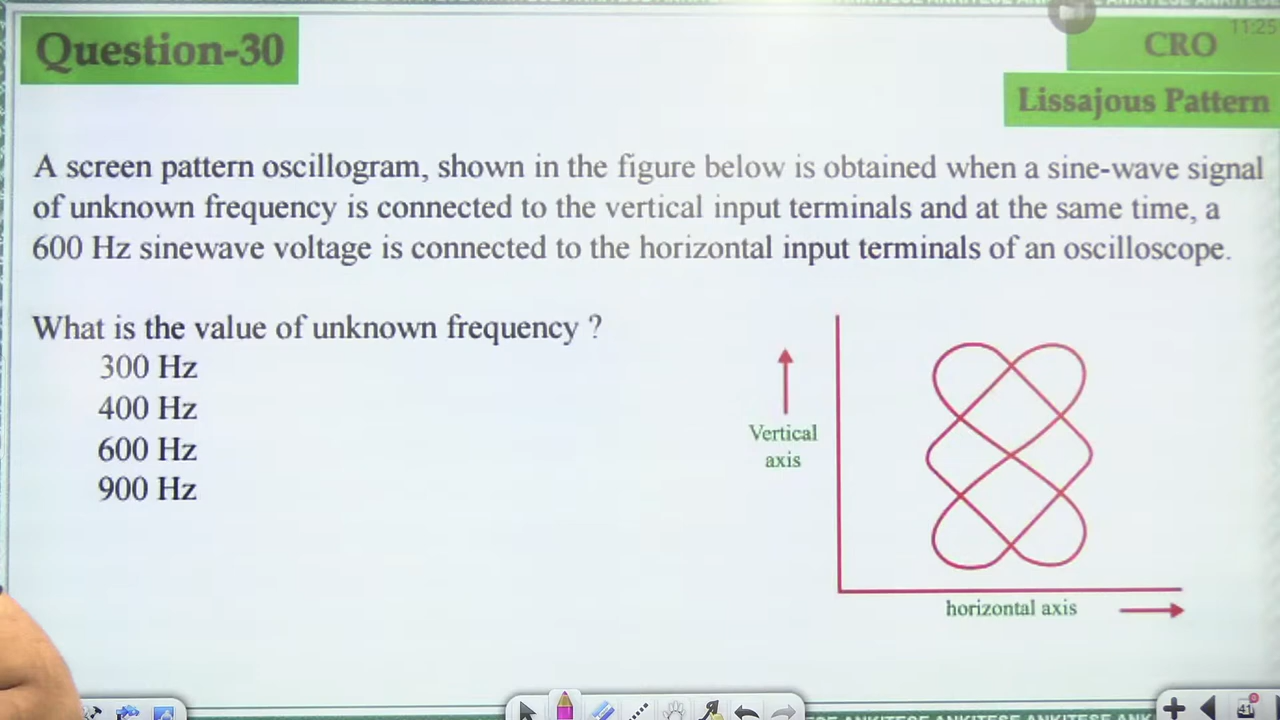 Question-30
CRO
11:25
Lissajous Pattern
A screen pattern oscillogram, shown in the figure below is obtained when a sine-wave signal
of unknown frequency is connected to the vertical input terminals and at the same time, a
600 Hz sinewave voltage is connected to the horizontal input terminals of an oscilloscope.
What is the value of unknown frequency ?
300 Hz
400 Hz
600 Hz
900 Hz
Vertical
axis
horizontal axis
41